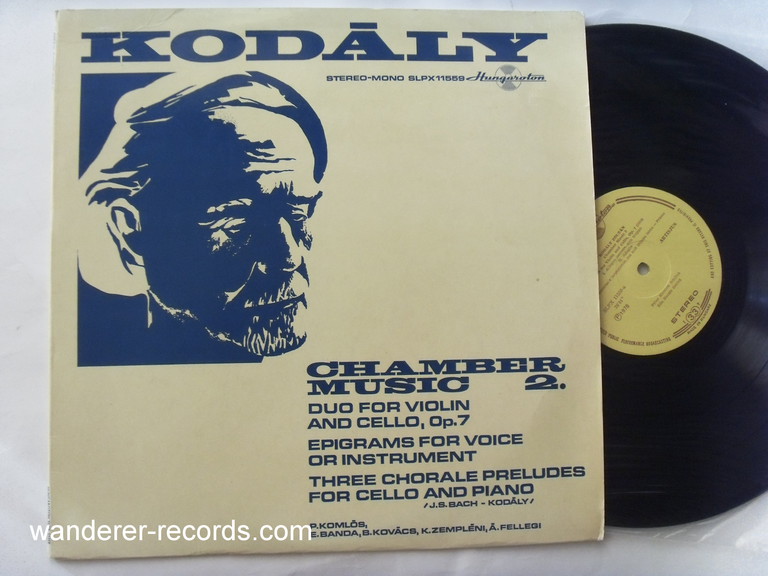 KODÁLY
STEREO-MONO SLPX11559 Hungaroton
CHAMBER
MUSIC 2.
DUO FOR VIOLIN
AND CELLO, Op.7
EPIGRAMS FOR VOICE
OR INSTRUMENT
THREE CHORALE PRELUDES
FOR CELLO AND PIANO
/J.S.BACH - KODÁLY/
P.KOMLÓS,
E.BANDA, B.KOVÁCS, K.ZEMPLÉNI, Á.FELLEGI
STEREO
33
wanderer-records.com